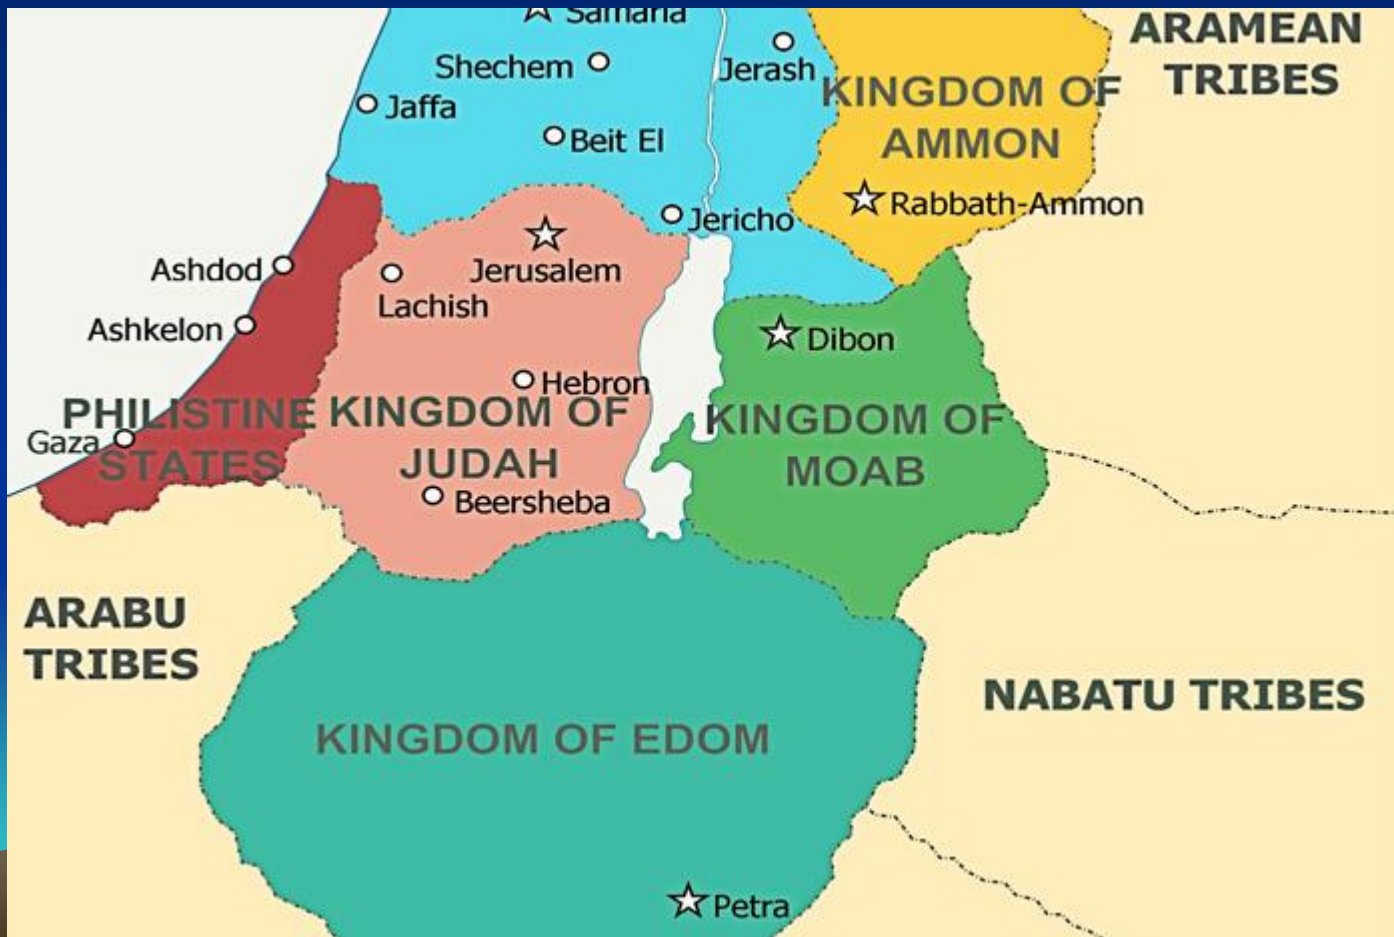 Samaria
ARAMEAN
TRIBES
Shechem
Jerash
Jaffa
KINGDOM OF
AMMON
Beit El
Rabbath-Ammon
Jericho
Ashdod
Jerusalem
Lachish
Ashkelon
Dibon
Hebron
PHILISTINE
STATES
KINGDOM OF
JUDAH
KINGDOM OF
MOAB
Gaza
Beersheba
ARABU
TRIBES
NABATU TRIBES
KINGDOM OF EDOM
Petra